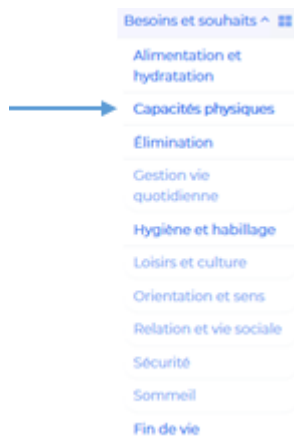 Besoins et souhaits
Alimentation et
hydratation
Capacités physiques
Élimination
Gestion vie
quotidienne
Hygiène et habillage
Loisirs et culture
Orientation et sens
Relation et vie sociale
Sécurité
Sommeil
Fin de vie